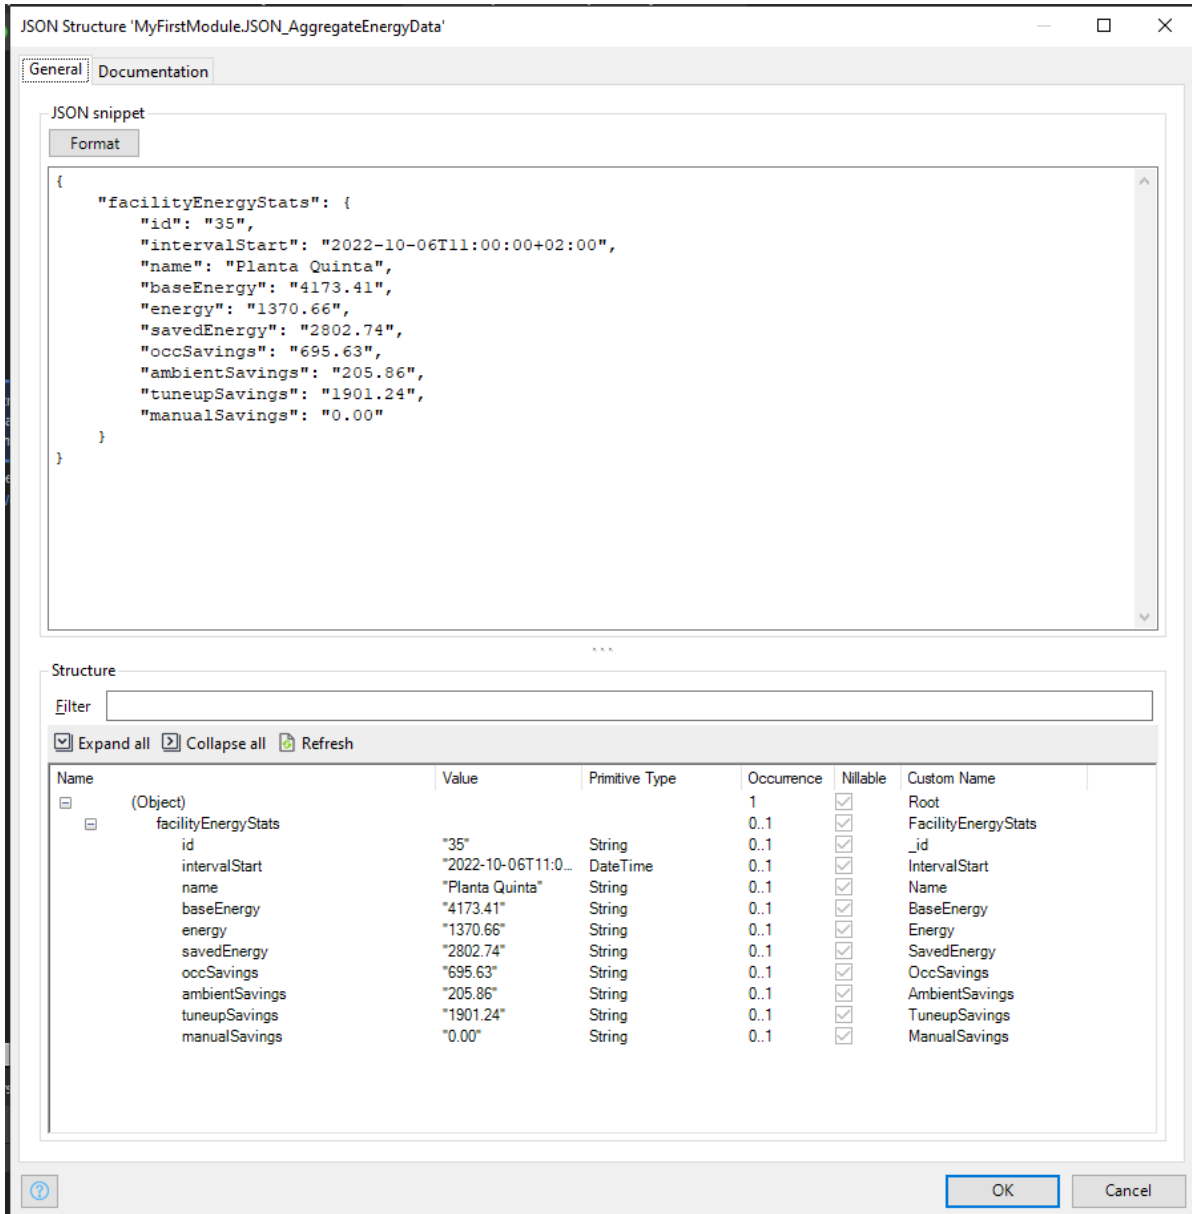 JSON Structure 'MyFirstModule.JSON_AggregateEnergyData'
General Documentation
JSON snippet
Format
{
"facilityEnergyStats": {
"id": "35",
"intervalStart": "2022-10-06T11:00:00+02:00",
"name": "Planta Quinta",
"baseEnergy": "4173.41",
"energy": "1370.66",
"savedEnergy": "2802.74",
"occSavings": "695.63",
"ambientSavings": "205.86",
"tuneupSavings": "1901.24",
"manualSavings": "0.00"
}
}
Structure
Filter
Expand all Collapse all Refresh
Name Value Primitive Type Occurrence Nillable Custom Name
(Object) 1 Root
facilityEnergyStats 0..1 FacilityEnergyStats
id "35" String 0..1 _id
intervalStart "2022-10-06T11:0... DateTime 0..1 IntervalStart
name "Planta Quinta" String 0..1 Name
baseEnergy "4173.41" String 0..1 BaseEnergy
energy "1370.66" String 0..1 Energy
savedEnergy "2802.74" String 0..1 SavedEnergy
occSavings "695.63" String 0..1 OccSavings
ambientSavings "205.86" String 0..1 AmbientSavings
tuneupSavings "1901.24" String 0..1 TuneupSavings
manualSavings "0.00" String 0..1 ManualSavings
OK Cancel